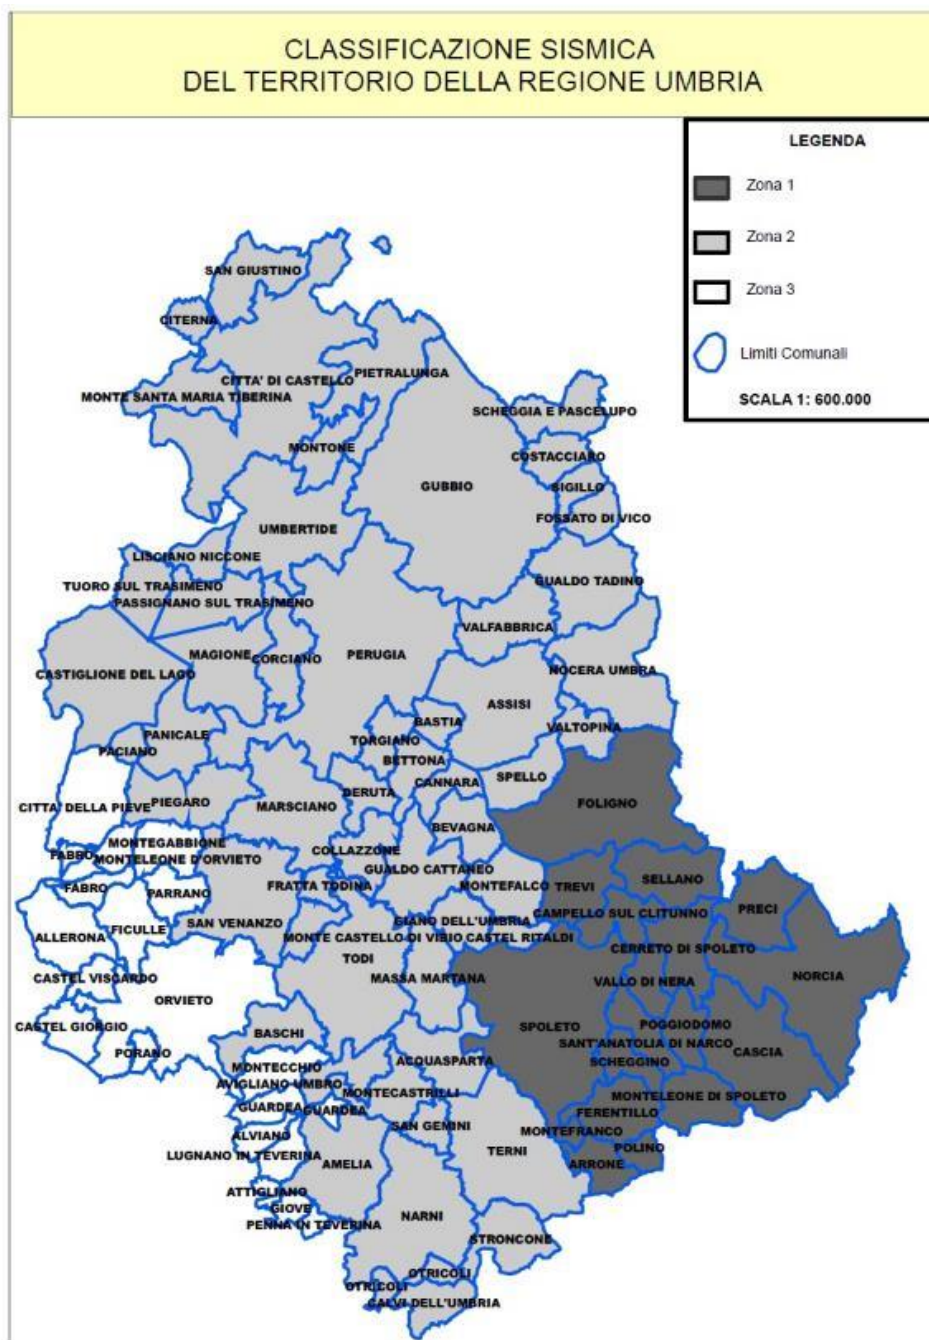 CLASSIFICAZIONE SISMICA
DEL TERRITORIO DELLA REGIONE UMBRIA
LEGENDA
Zona 1
Zona 2
Zona 3
Limiti Comunali
SCALA 1: 600.000
SAN GIUSTINO
CITERNA
PIETRALUNGA
CITTA' DI CASTELLO
MONTE SANTA MARIA TIBERINA
SCHEGGIA E PASCELUPO
MONTONE
COSTACCIARO
GUBBIO
SIGILLO
FOSSATO DI VICO
UMBERTIDE
LISCIANO NICCONE
GUALDO TADINO
TUORO SUL TRASIMENO
PASSIGNANO SUL TRASIMENO
VALFABBRICA
MAGIONE
CORCIANO
PERUGIA
NOCERA UMBRA
CASTIGLIONE DEL LAGO
ASSISI
BASTIA
VALTOPINA
PANICALE
TORGIANO
PACIANO
BETTONA
SPELLO
CANNARA
DERUTA
CITTA' DELLA PIEVE
PIEGARO
MARSCIANO
FOLIGNO
BEVAGNA
MONTEGABBIONE
COLLAZZONE
FABRO
MONTELEONE D'ORVIETO
GUALDO CATTANEO
SELLANO
FABRO
PARRANO
FRATTA TODINA
MONTEFALCO
TREVI
PRECI
CAMPELLO SUL CLITUNNO
SAN VENANZO
GIANO DELL'UMBRIA
FICULLE
ALLERONA
MONTE CASTELLO DI VIBIO
CASTEL RITALDI
CERRETO DI SPOLETO
TODI
CASTEL VISCARDO
MASSA MARTANA
VALLO DI NERA
NORCIA
ORVIETO
CASTEL GIORGIO
SPOLETO
POGGIODOMO
BASCHI
SANT'ANATOLIA DI NARCO
PORANO
CASCIA
ACQUASPARTA
SCHEGGINO
MONTECCHIO
AVIGLIANO UMBRO
MONTECASTRILLI
MONTELEONE DI SPOLETO
GUARDEA
GUARDEA
FERENTILLO
SAN GEMINI
MONTEFRANCO
ALVIANO
TERNI
POLINO
LUGNANO IN TEVERINA
AMELIA
ARRONE
ATTIGLIANO
GIOVE
NARNI
PENNA IN TEVERINA
STRONCONE
OTRICOLI
OTRICOLI
CALVI DELL'UMBRIA